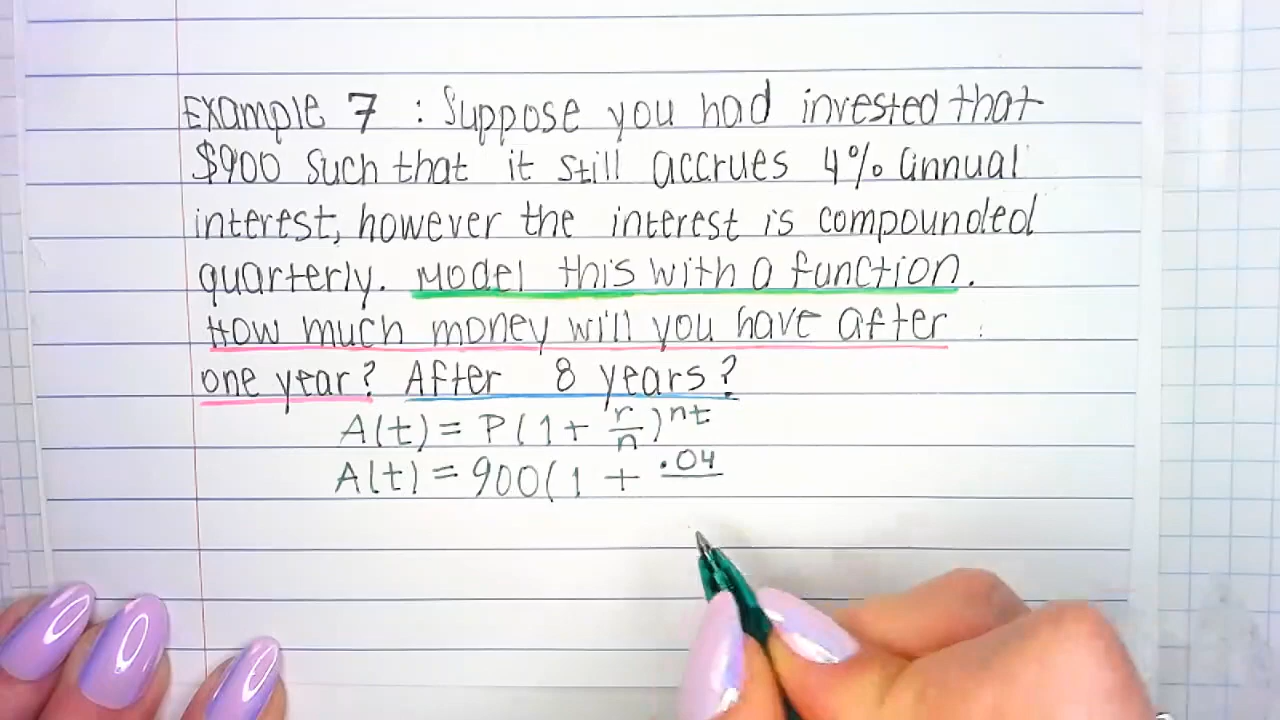 Example 7 : Suppose you had invested that
$900 such that it still accrues 4% annual
interest, however the interest is compounded
quarterly. Model this with a function.
How much money will you have after
one year? After 8 years?
A(t) = P(1 + r/n)^nt
A(t) = 900(1 + .04